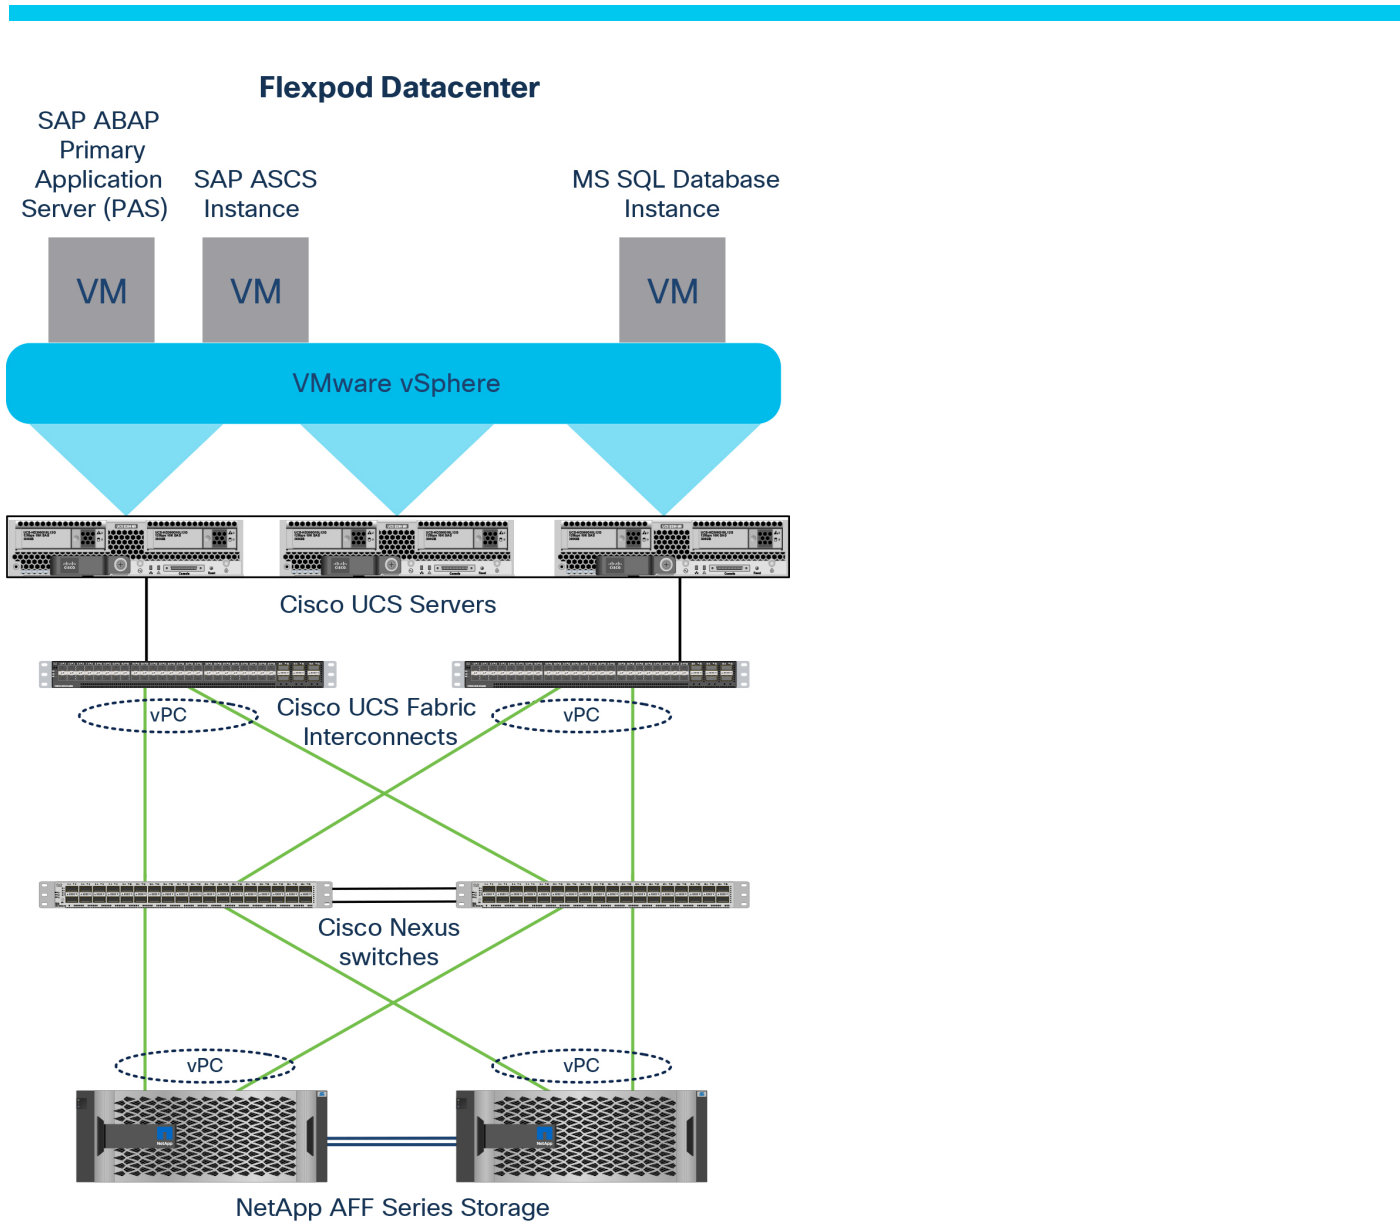 Flexpod Datacenter
SAP ABAP
Primary
Application
Server (PAS)
SAP ASCS
Instance
MS SQL Database
Instance
VM
VM
VM
VMware vSphere
Cisco UCS Servers
vPC
Cisco UCS Fabric
Interconnects
vPC
Cisco Nexus
switches
vPC
vPC
NetApp
NetApp
NetApp AFF Series Storage